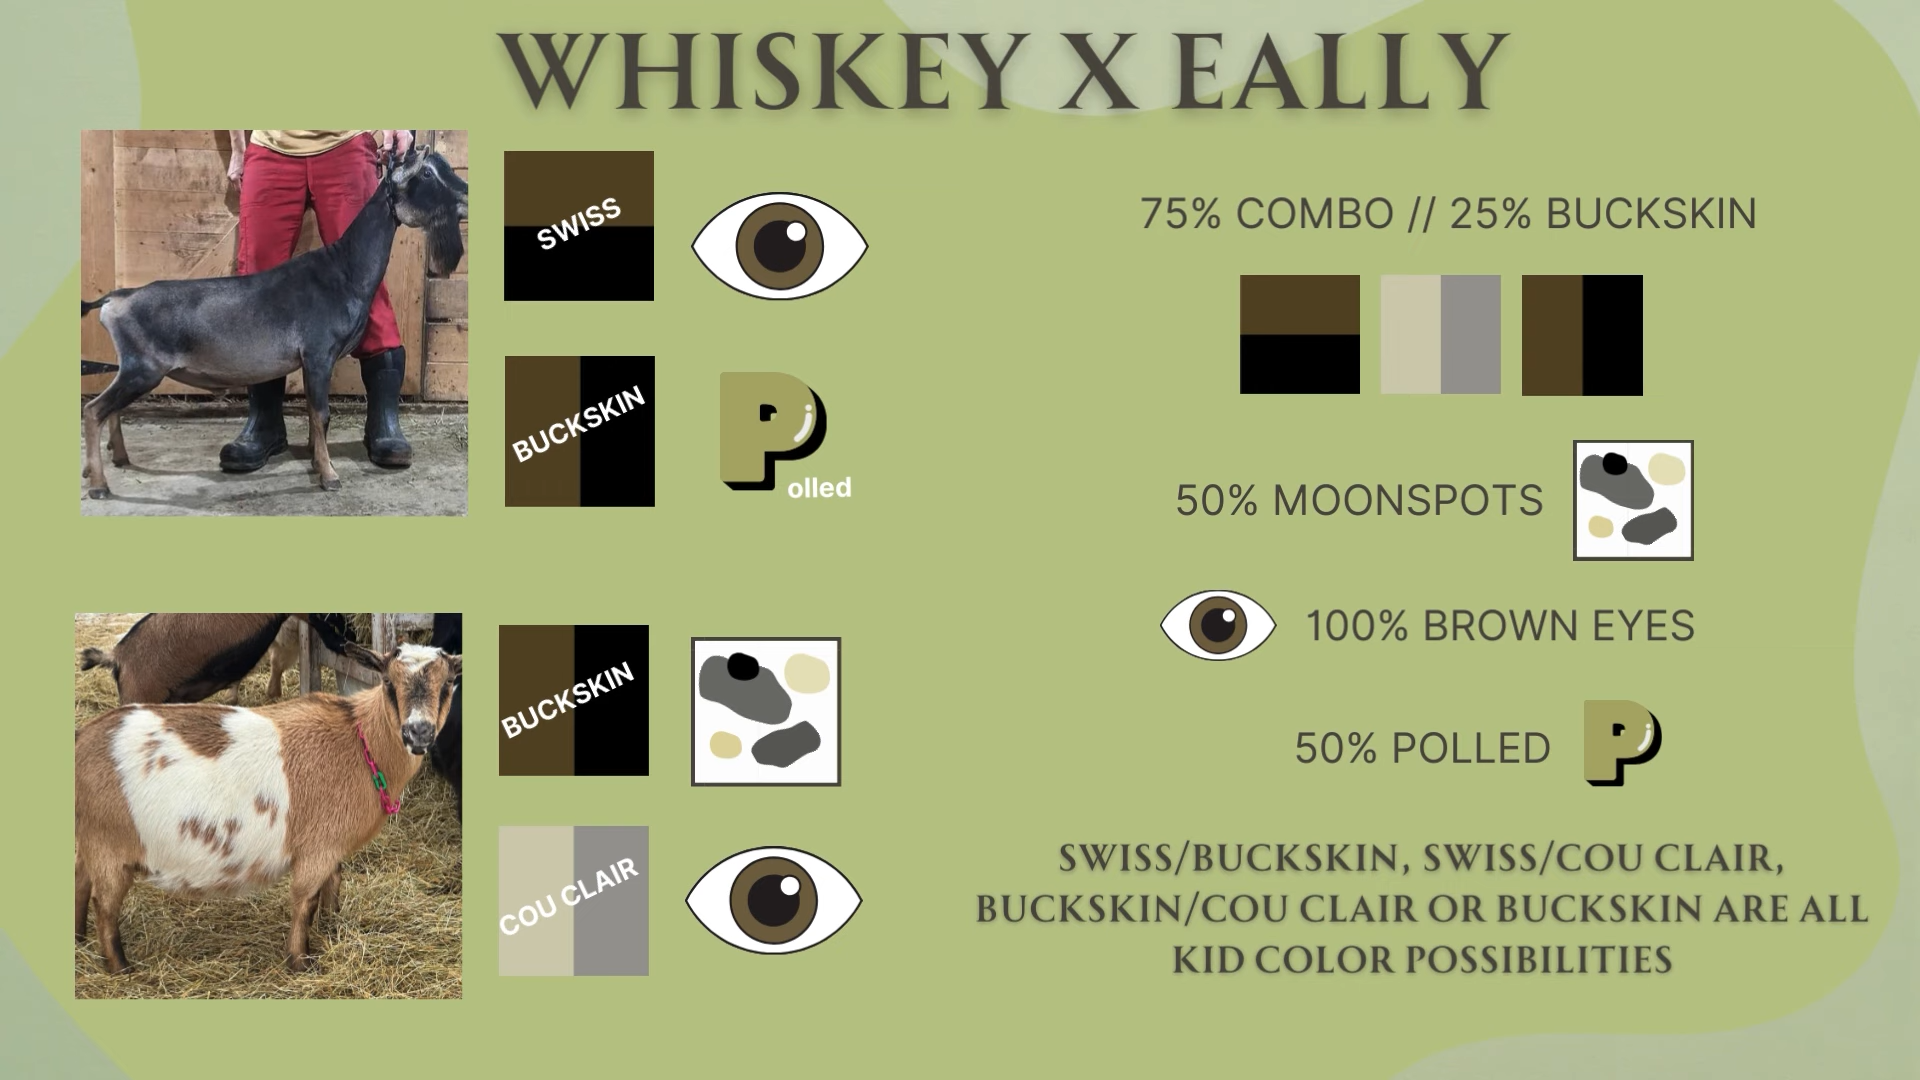 WHISKEY X EALLY
SWISS
BUCKSKIN
P
olled
BUCKSKIN
COU CLAIR
75% COMBO // 25% BUCKSKIN
50% MOONSPOTS
100% BROWN EYES
50% POLLED P
SWISS/BUCKSKIN, SWISS/COU CLAIR,
BUCKSKIN/COU CLAIR OR BUCKSKIN ARE ALL
KID COLOR POSSIBILITIES